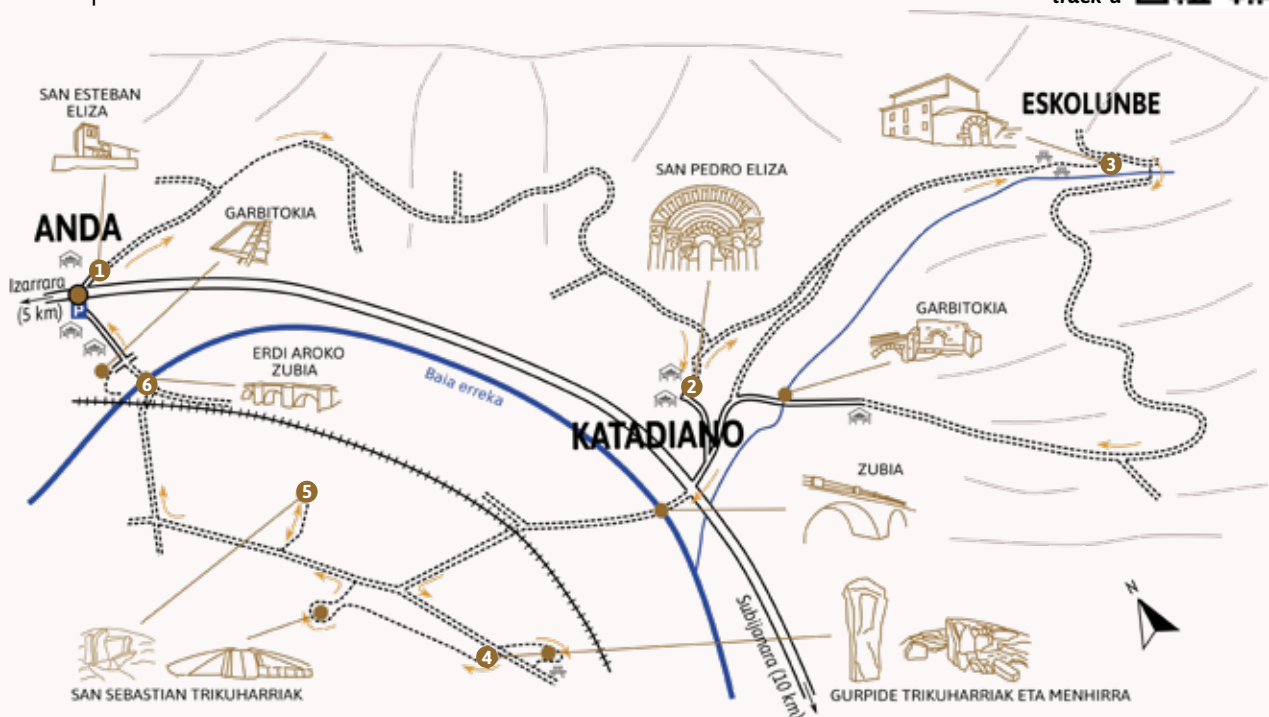 track-a
SAN ESTEBAN
ELIZA
ESKOLUNBE
3
SAN PEDRO ELIZA
GARBITOKIA
ANDA
1
Izarrara
(5 km)
P
GARBITOKIA
ERDI AROKO
ZUBIA
6
Baia erreka
2
KATADIANO
ZUBIA
5
Subijanara (10 km)
N
4
SAN SEBASTIAN TRIKUHARRIAK
GURPIDE TRIKUHARRIAK ETA MENHIRRA